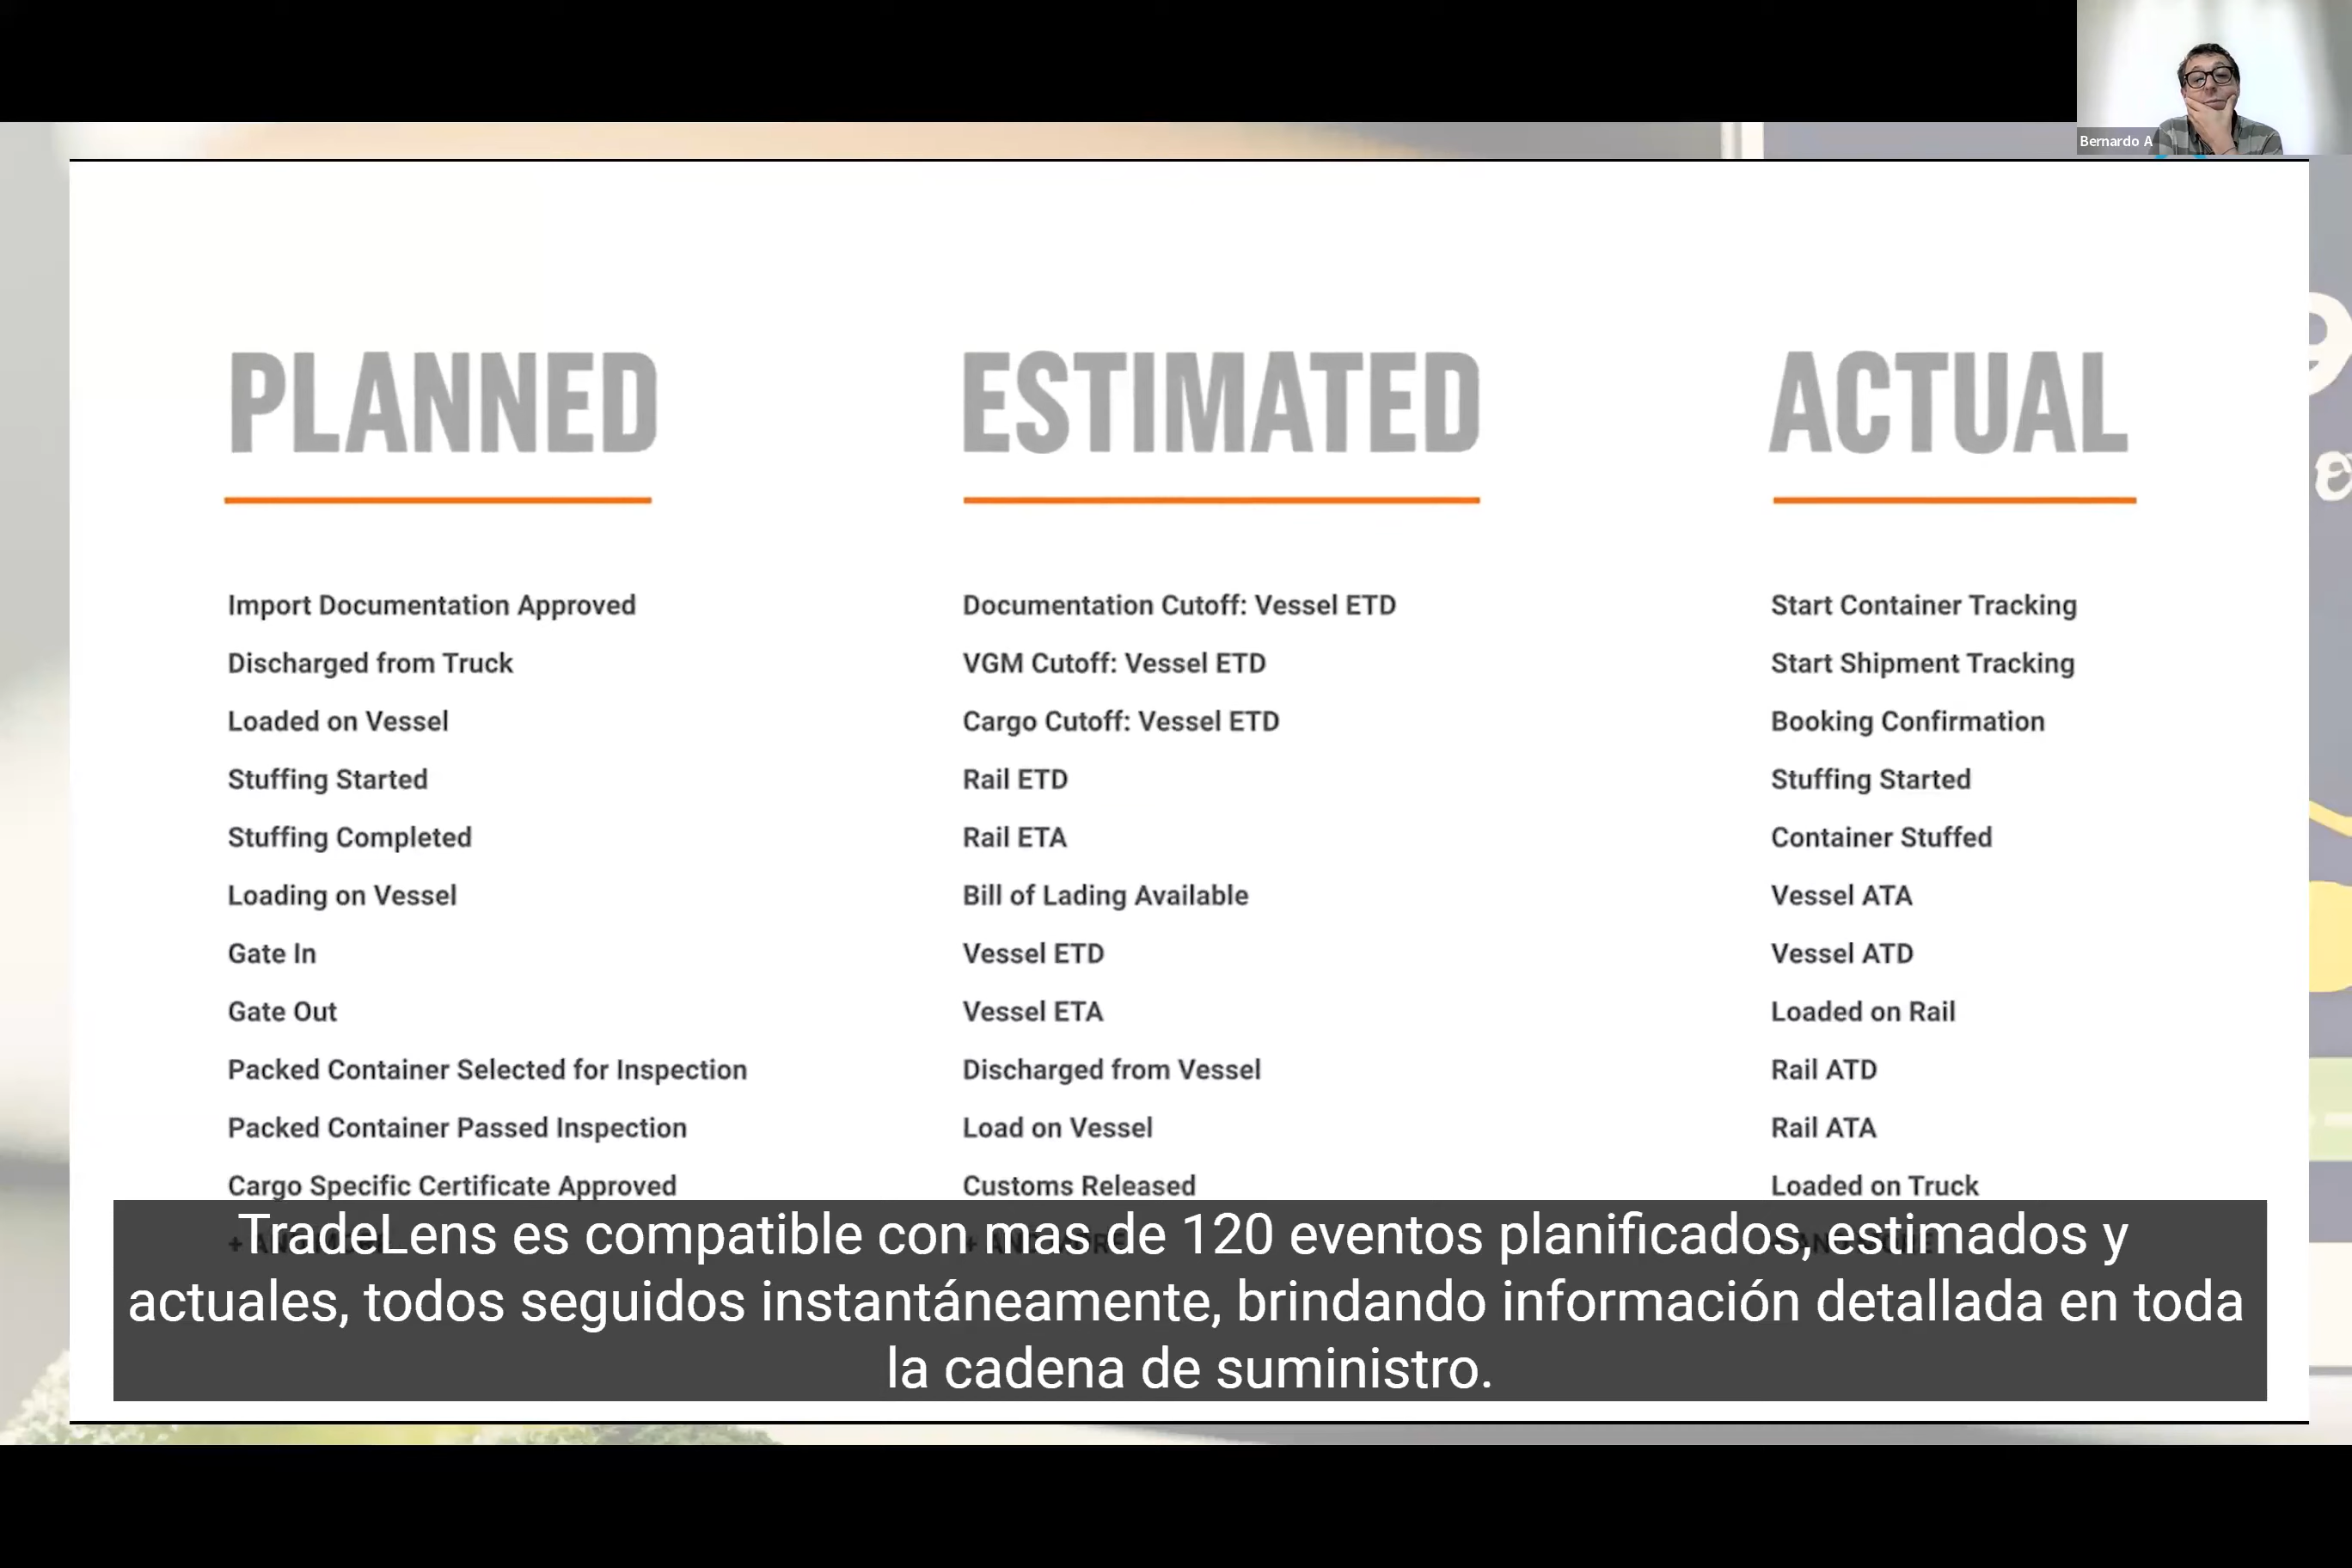 Bernardo A
PLANNED
Import Documentation Approved
Discharged from Truck
Loaded on Vessel
Stuffing Started
Stuffing Completed
Loading on Vessel
Gate In
Gate Out
Packed Container Selected for Inspection
Packed Container Passed Inspection
Cargo Specific Certificate Approved
ESTIMATED
Documentation Cutoff: Vessel ETD
VGM Cutoff: Vessel ETD
Cargo Cutoff: Vessel ETD
Rail ETD
Rail ETA
Bill of Lading Available
Vessel ETD
Vessel ETA
Discharged from Vessel
Load on Vessel
Customs Released
ACTUAL
Start Container Tracking
Start Shipment Tracking
Booking Confirmation
Stuffing Started
Container Stuffed
Vessel ATA
Vessel ATD
Loaded on Rail
Rail ATD
Rail ATA
Loaded on Truck
TradeLens es compatible con mas de 120 eventos planificados, estimados y
actuales, todos seguidos instantáneamente, brindando información detallada en toda
la cadena de suministro.